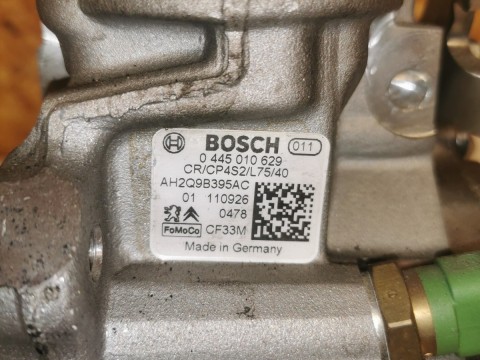 BOSCH 011
0 445 010 629
CR/CP4S2/L75/40
AH2Q9B395AC
01 110926
0478
FoMoCo CF33M
Made in Germany